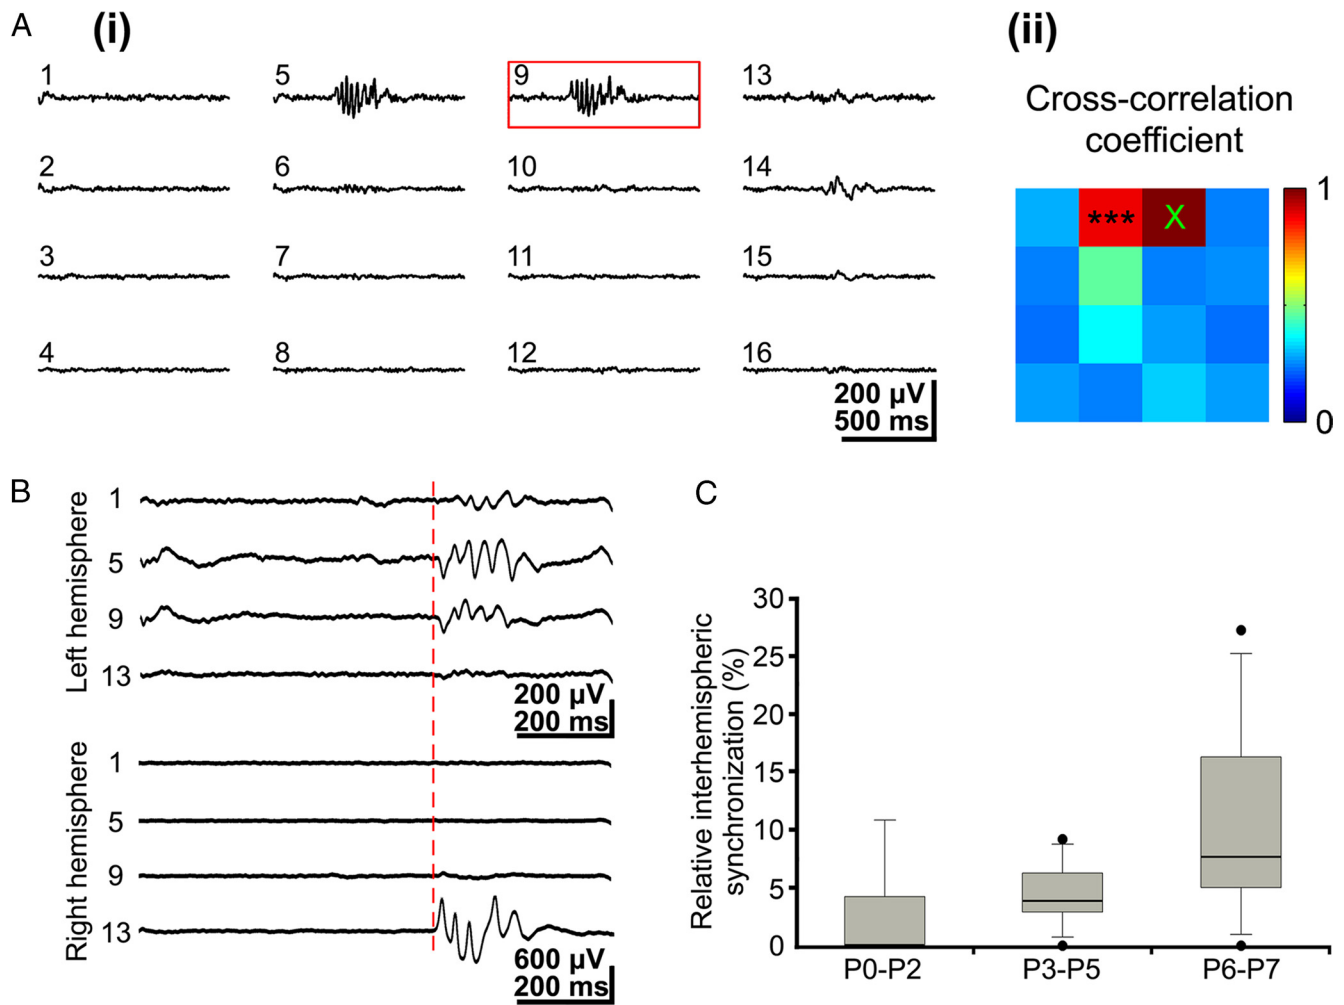 A
(i)
(ii)
1
5
9
13
2
6
10
14
3
7
11
15
4
8
12
16
200 µV
500 ms
Cross-correlation
coefficient
***
X
1
0
B
Left hemisphere
1
5
9
13
200 µV
200 ms
Right hemisphere
1
5
9
13
600 µV
200 ms
C
Relative interhemispheric
synchronization (%)
30
25
20
15
10
5
0
P0-P2
P3-P5
P6-P7